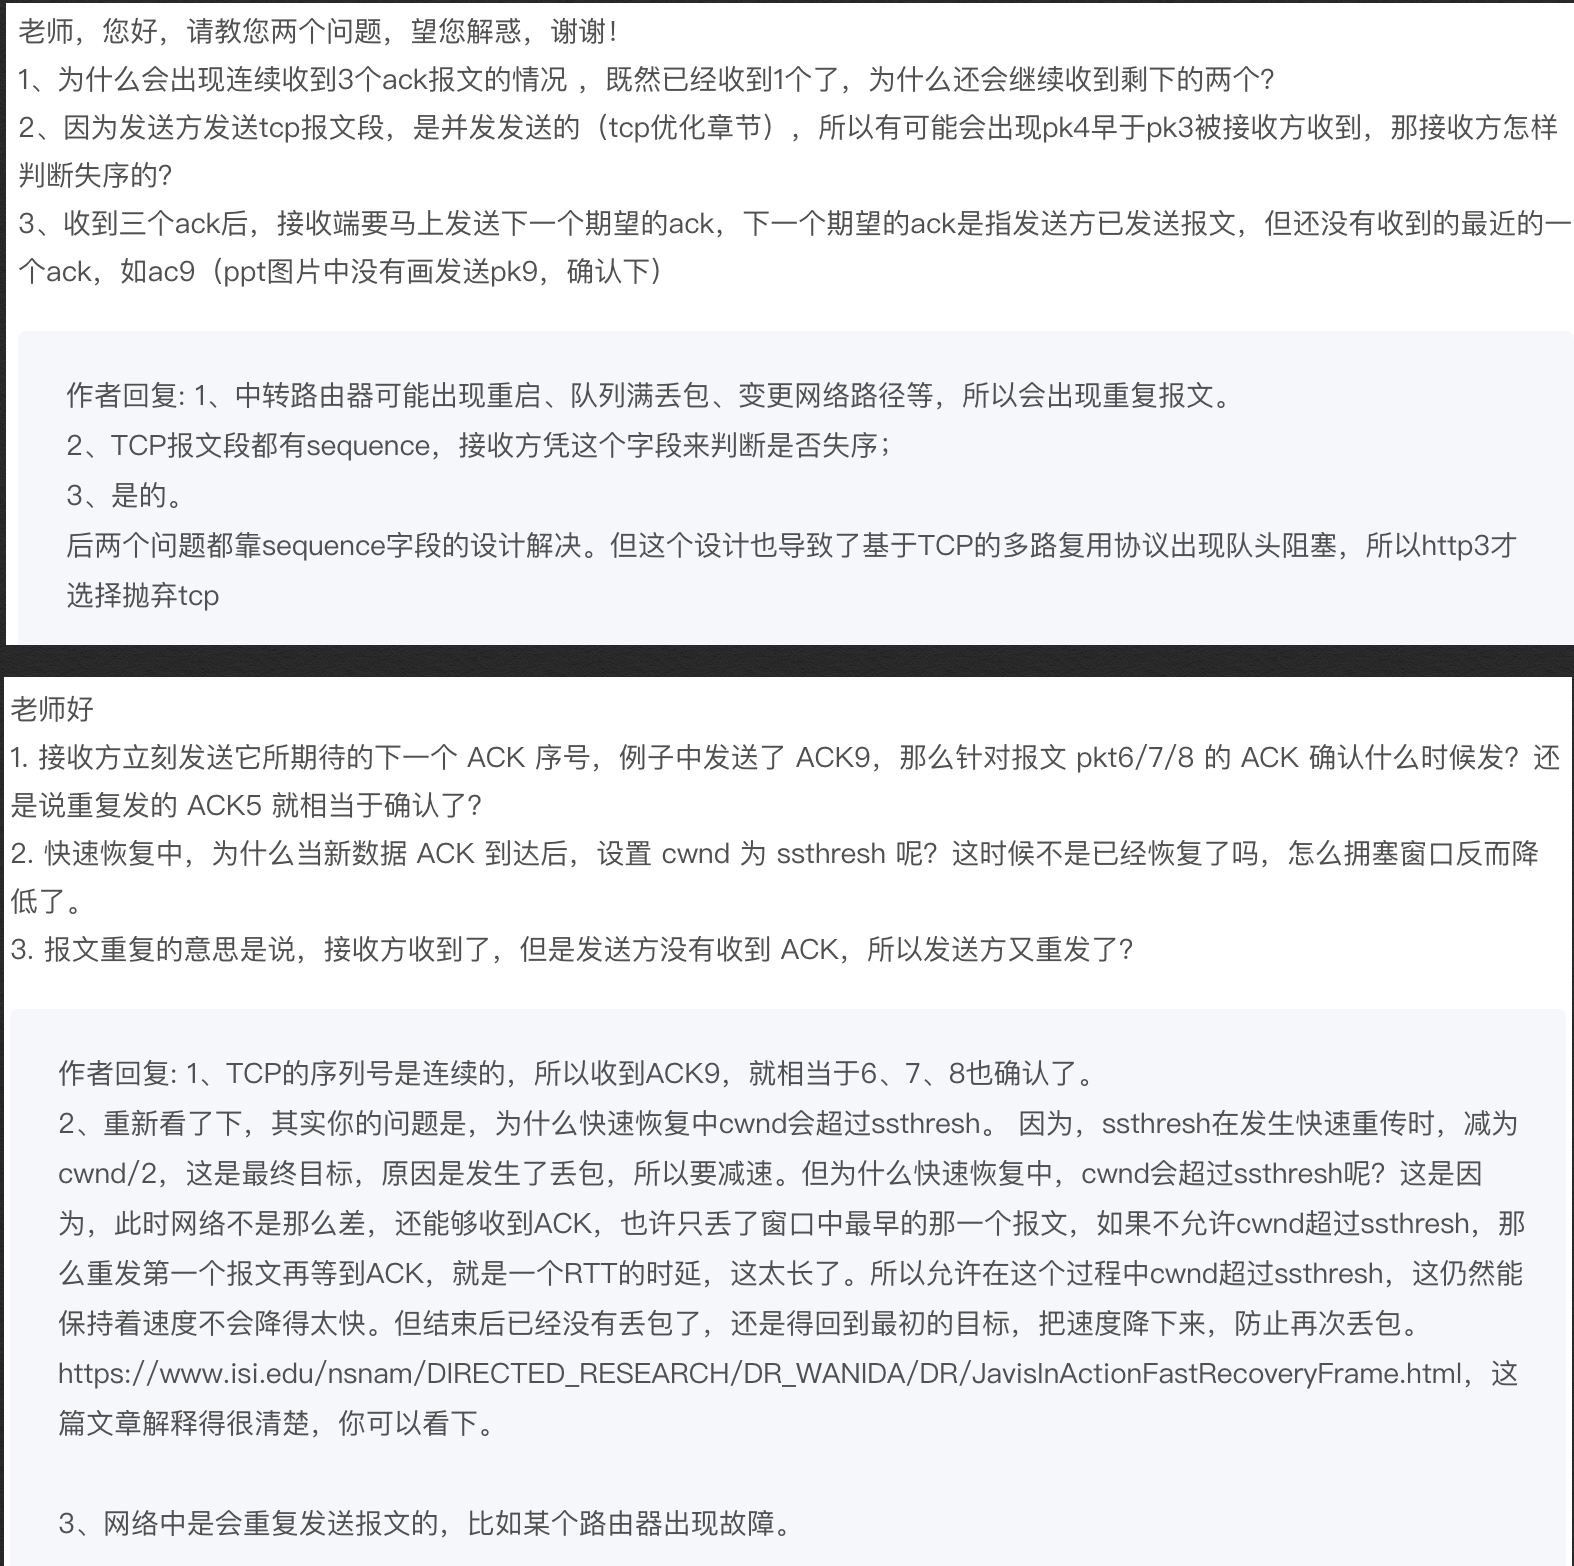 老师，您好，请教您两个问题，望您解惑，谢谢！
1、为什么会出现连续收到3个ack报文的情况 ，既然已经收到1个了，为什么还会继续收到剩下的两个？
2、因为发送方发送tcp报文段，是并发发送的（tcp优化章节），所以有可能会出现pk4早于pk3被接收方收到，那接收方怎样
判断失序的？
3、收到三个ack后，接收端要马上发送下一个期望的ack，下一个期望的ack是指发送方已发送报文，但还没有收到的最近的一
个ack，如ac9（ppt图片中没有画发送pk9，确认下）
作者回复: 1、中转路由器可能出现重启、队列满丢包、变更网络路径等，所以会出现重复报文。
2、TCP报文段都有sequence，接收方凭这个字段来判断是否失序；
3、是的。
后两个问题都靠sequence字段的设计解决。但这个设计也导致了基于TCP的多路复用协议出现队头阻塞，所以http3才
选择抛弃tcp
老师好
1. 接收方立刻发送它所期待的下一个 ACK 序号，例子中发送了 ACK9，那么针对报文 pkt6/7/8 的 ACK 确认什么时候发？还
是说重复发的 ACK5 就相当于确认了？
2. 快速恢复中，为什么当新数据 ACK 到达后，设置 cwnd 为 ssthresh 呢？这时候不是已经恢复了吗，怎么拥塞窗口反而降
低了。
3. 报文重复的意思是说，接收方收到了，但是发送方没有收到 ACK，所以发送方又重发了？
作者回复: 1、TCP的序列号是连续的，所以收到ACK9，就相当于6、7、8也确认了。
2、重新看了下，其实你的问题是，为什么快速恢复中cwnd会超过ssthresh。 因为，ssthresh在发生快速重传时，减为
cwnd/2，这是最终目标，原因是发生了丢包，所以要减速。但为什么快速恢复中，cwnd会超过ssthresh呢？这是因
为，此时网络不是那么差，还能够收到ACK，也许只丢了窗口中最早的那一个报文，如果不允许cwnd超过ssthresh，那
么重发第一个报文再等到ACK，就是一个RTT的时延，这太长了。所以允许在这个过程中cwnd超过ssthresh，这仍然能
保持着速度不会降得太快。但结束后已经没有丢包了，还是得回到最初的目标，把速度降下来，防止再次丢包。
https://www.isi.edu/nsnam/DIRECTED_RESEARCH/DR_WANIDA/DR/JavisInActionFastRecoveryFrame.html，这
篇文章解释得很清楚，你可以看下。
3、网络中是会重复发送报文的，比如某个路由器出现故障。